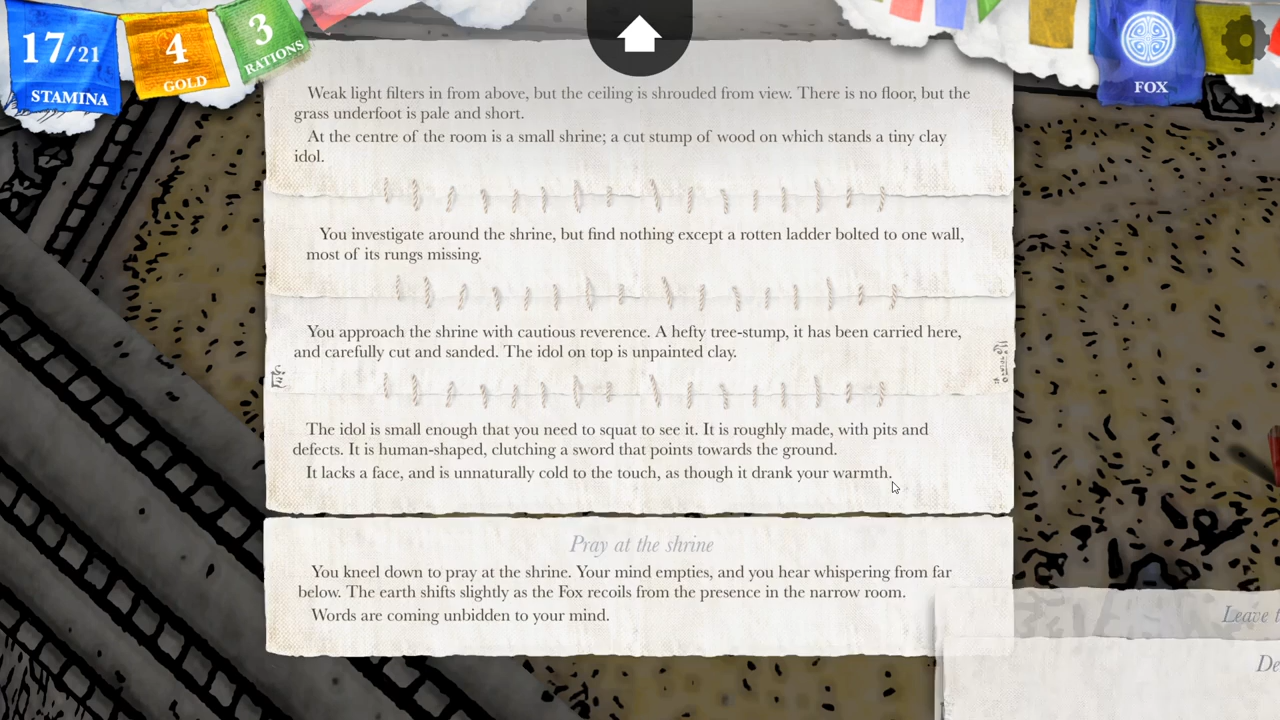 17/21
STAMINA
4
GOLD
3
RATIONS
FOX
Weak light filters in from above, but the ceiling is shrouded from view. There is no floor, but the
grass underfoot is pale and short.
At the centre of the room is a small shrine; a cut stump of wood on which stands a tiny clay
idol.
You investigate around the shrine, but find nothing except a rotten ladder bolted to one wall,
most of its rungs missing.
You approach the shrine with cautious reverence. A hefty tree-stump, it has been carried here,
and carefully cut and sanded. The idol on top is unpainted clay.
The idol is small enough that you need to squat to see it. It is roughly made, with pits and
defects. It is human-shaped, clutching a sword that points towards the ground.
It lacks a face, and is unnaturally cold to the touch, as though it drank your warmth.
Pray at the shrine
You kneel down to pray at the shrine. Your mind empties, and you hear whispering from far
below. The earth shifts slightly as the Fox recoils from the presence in the narrow room.
Words are coming unbidden to your mind.
Leave